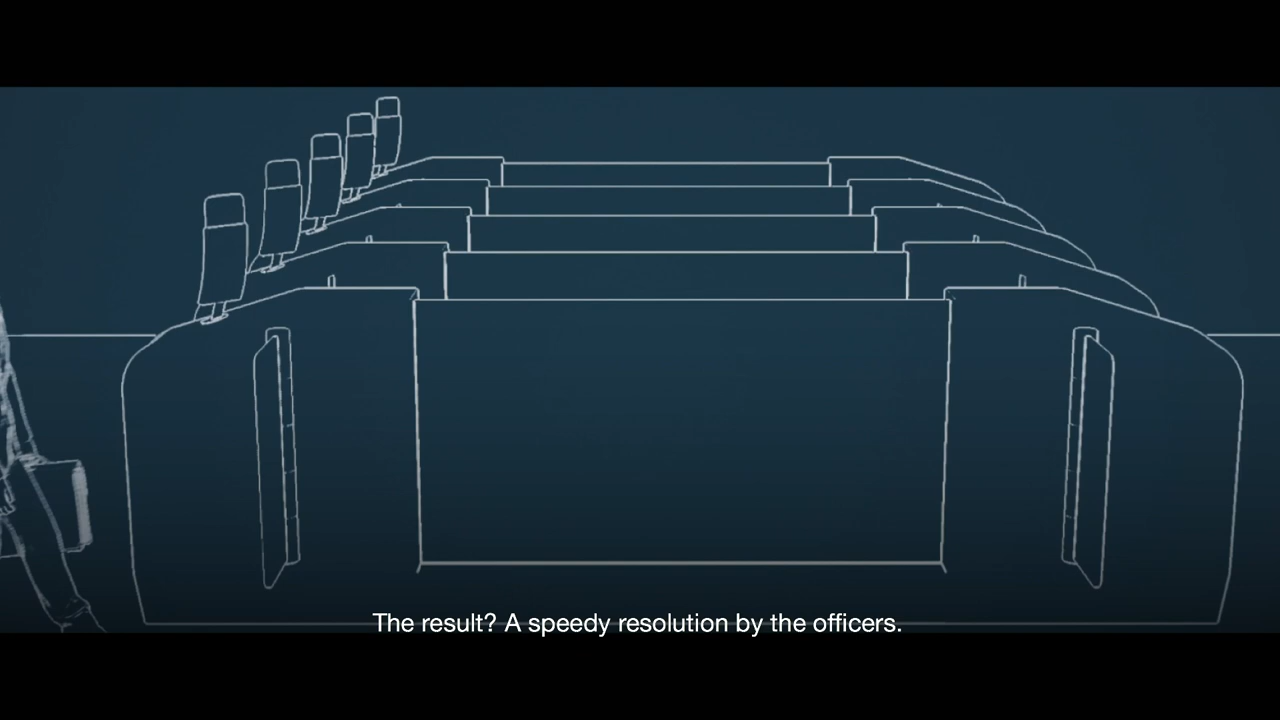 The result? A speedy resolution by the officers.